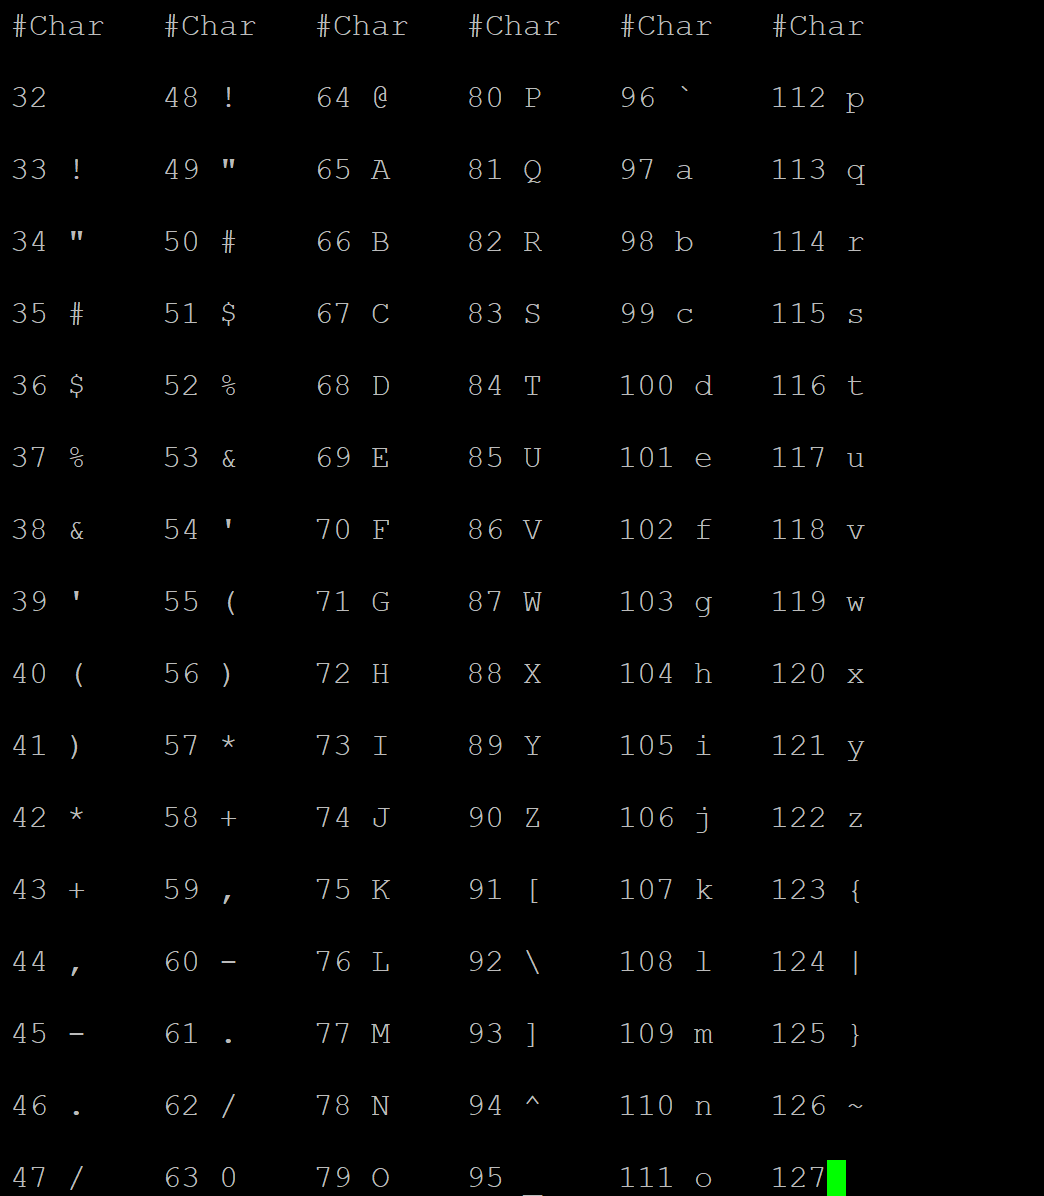 #Char #Char #Char #Char #Char #Char
32 48 ! 64 @ 80 P 96 ` 112 p
33 ! 49 " 65 A 81 Q 97 a 113 q
34 " 50 # 66 B 82 R 98 b 114 r
35 # 51 $ 67 C 83 S 99 c 115 s
36 $ 52 % 68 D 84 T 100 d 116 t
37 % 53 & 69 E 85 U 101 e 117 u
38 & 54 ' 70 F 86 V 102 f 118 v
39 ' 55 ( 71 G 87 W 103 g 119 w
40 ( 56 ) 72 H 88 X 104 h 120 x
41 ) 57 * 73 I 89 Y 105 i 121 y
42 * 58 + 74 J 90 Z 106 j 122 z
43 + 59 , 75 K 91 [ 107 k 123 {
44 , 60 - 76 L 92 \ 108 l 124 |
45 - 61 . 77 M 93 ] 109 m 125 }
46 . 62 / 78 N 94 ^ 110 n 126 ~
47 / 63 0 79 O 95 _ 111 o 127